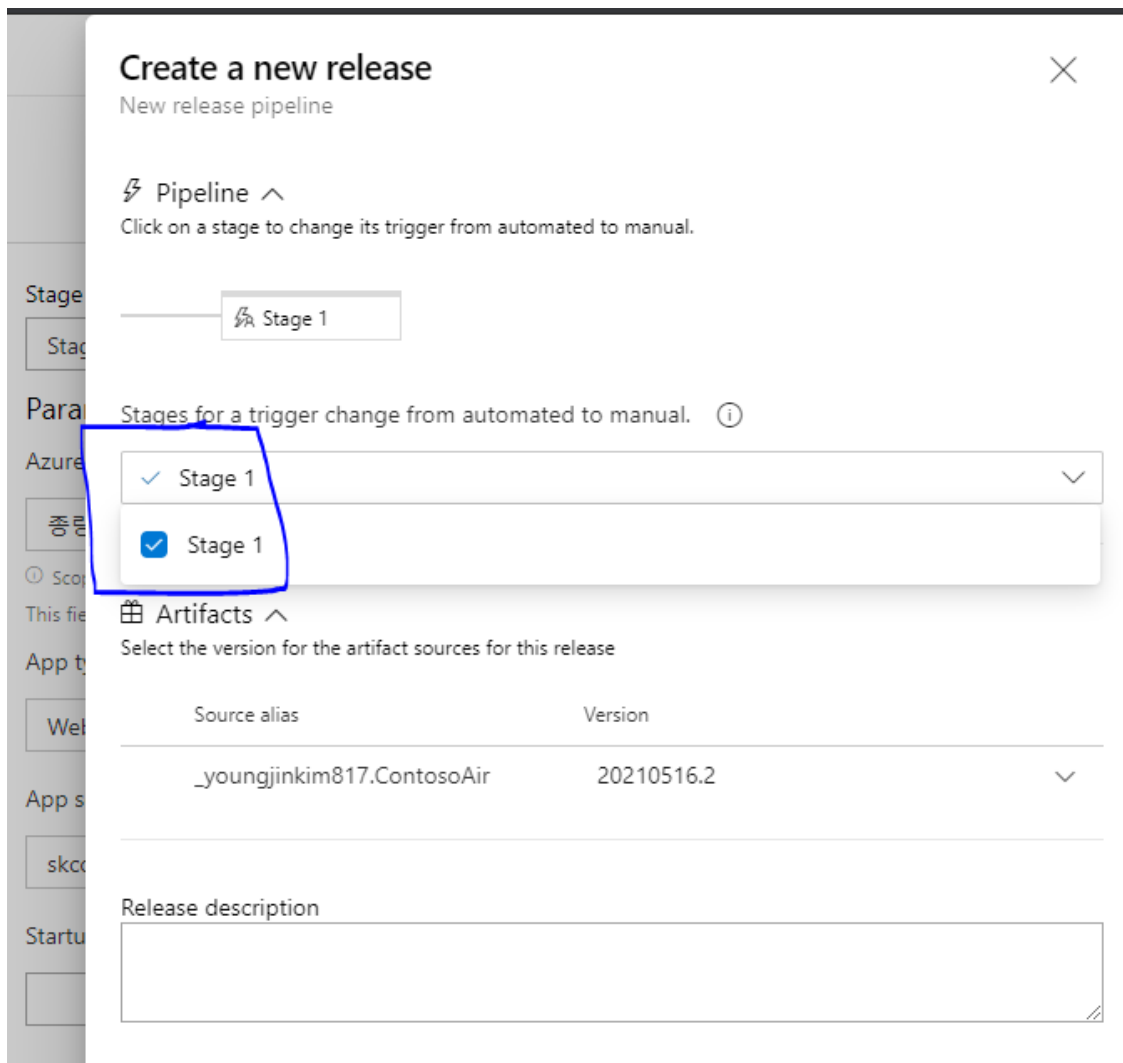 Create a new release
New release pipeline
Pipeline
Click on a stage to change its trigger from automated to manual.
Stage
Stage 1
Stag
Para
Stages for a trigger change from automated to manual.
Azure
Stage 1
Stage 1
종량
Scop
This fie
Artifacts
Select the version for the artifact sources for this release
App ty
Source alias Version
Web
_youngjinkim817.ContosoAir 20210516.2
App s
skcc
Release description
Startu